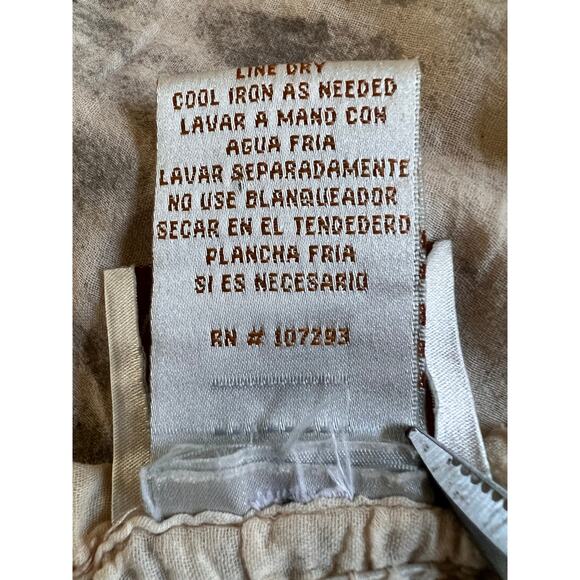 LINE DRY
COOL IRON AS NEEDED
LAVAR A MANO CON
AGUA FRIA
LAVAR SEPARADAMENTE
NO USE BLANQUEADOR
SECAR EN EL TENDEDERO
PLANCHA FRIA
SI ES NECESARIO
RN # 107293